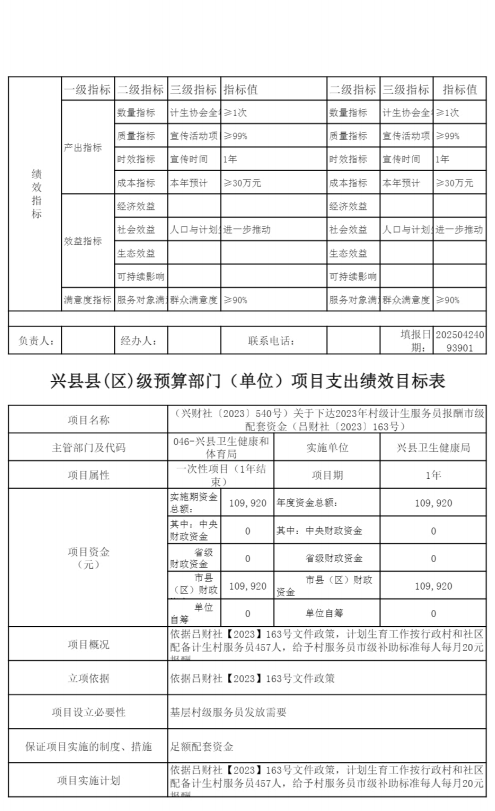 一级指标 二级指标 三级指标 指标值 二级指标 三级指标 指标值
绩效指标
产出指标
数量指标 计生协会全 ≥1次 数量指标 计生协会全 ≥1次
质量指标 宣传活动项 ≥99% 质量指标 宣传活动项 ≥99%
时效指标 宣传时间 1年 时效指标 宣传时间 1年
成本指标 本年预计 ≥30万元 成本指标 本年预计 ≥30万元
效益指标
经济效益 经济效益
社会效益 人口与计划 进一步推动 社会效益 人口与计划 进一步推动
生态效益 生态效益
可持续影响 可持续影响
满意度指标 服务对象满 群众满意度 ≥90% 服务对象满 群众满意度 ≥90%
负责人: 经办人: 联系电话: 填报日期: 20250424093901
兴县县(区)级预算部门(单位)项目支出绩效目标表
项目名称 (兴财社〔2023〕540号)关于下达2023年村级计生服务员报酬市级
配套资金(吕财社〔2023〕163号)
主管部门及代码 046-兴县卫生健康和体育局 实施单位 兴县卫生健康局
项目属性 一次性项目(1年结束) 项目期 1年
项目资金
(元)
实施期资金总额: 109,920 年度资金总额: 109,920
其中:中央财政资金 0 其中:中央财政资金 0
省级财政资金 0 省级财政资金 0
市县(区)财政 109,920 市县(区)财政资金 109,920
单位自筹 0 单位自筹 0
项目概况 依据吕财社【2023】163号文件政策,计划生育工作按行政村和社区
配备计生村服务员457人,给予村服务员市级补助标准每人每月20元
报酬
立项依据 依据吕财社【2023】163号文件政策
项目设立必要性 基层村级服务员发放需要
保证项目实施的制度、措施 足额配套资金
项目实施计划 依据吕财社【2023】163号文件政策,计划生育工作按行政村和社区
配备计生村服务员457人,给予村服务员市级补助标准每人每月20元
报酬